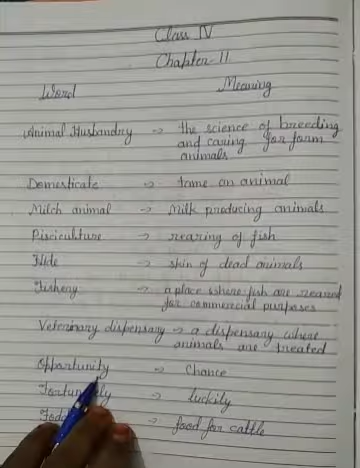 Class IV
Chapter 11
Word Meaning
Animal Husbandry → the science of breeding
and caring for farm
animals
Domesticate → tame an animal
Milch animal → Milk producing animals
Pisciculture → rearing of fish
Hide → skin of dead animals
Fishery → a place where fish are reared
for commercial purposes
Veterinary dispensary → a dispensary where
animals are treated
Opportunity → Chance
→ luckily
→ food for cattle